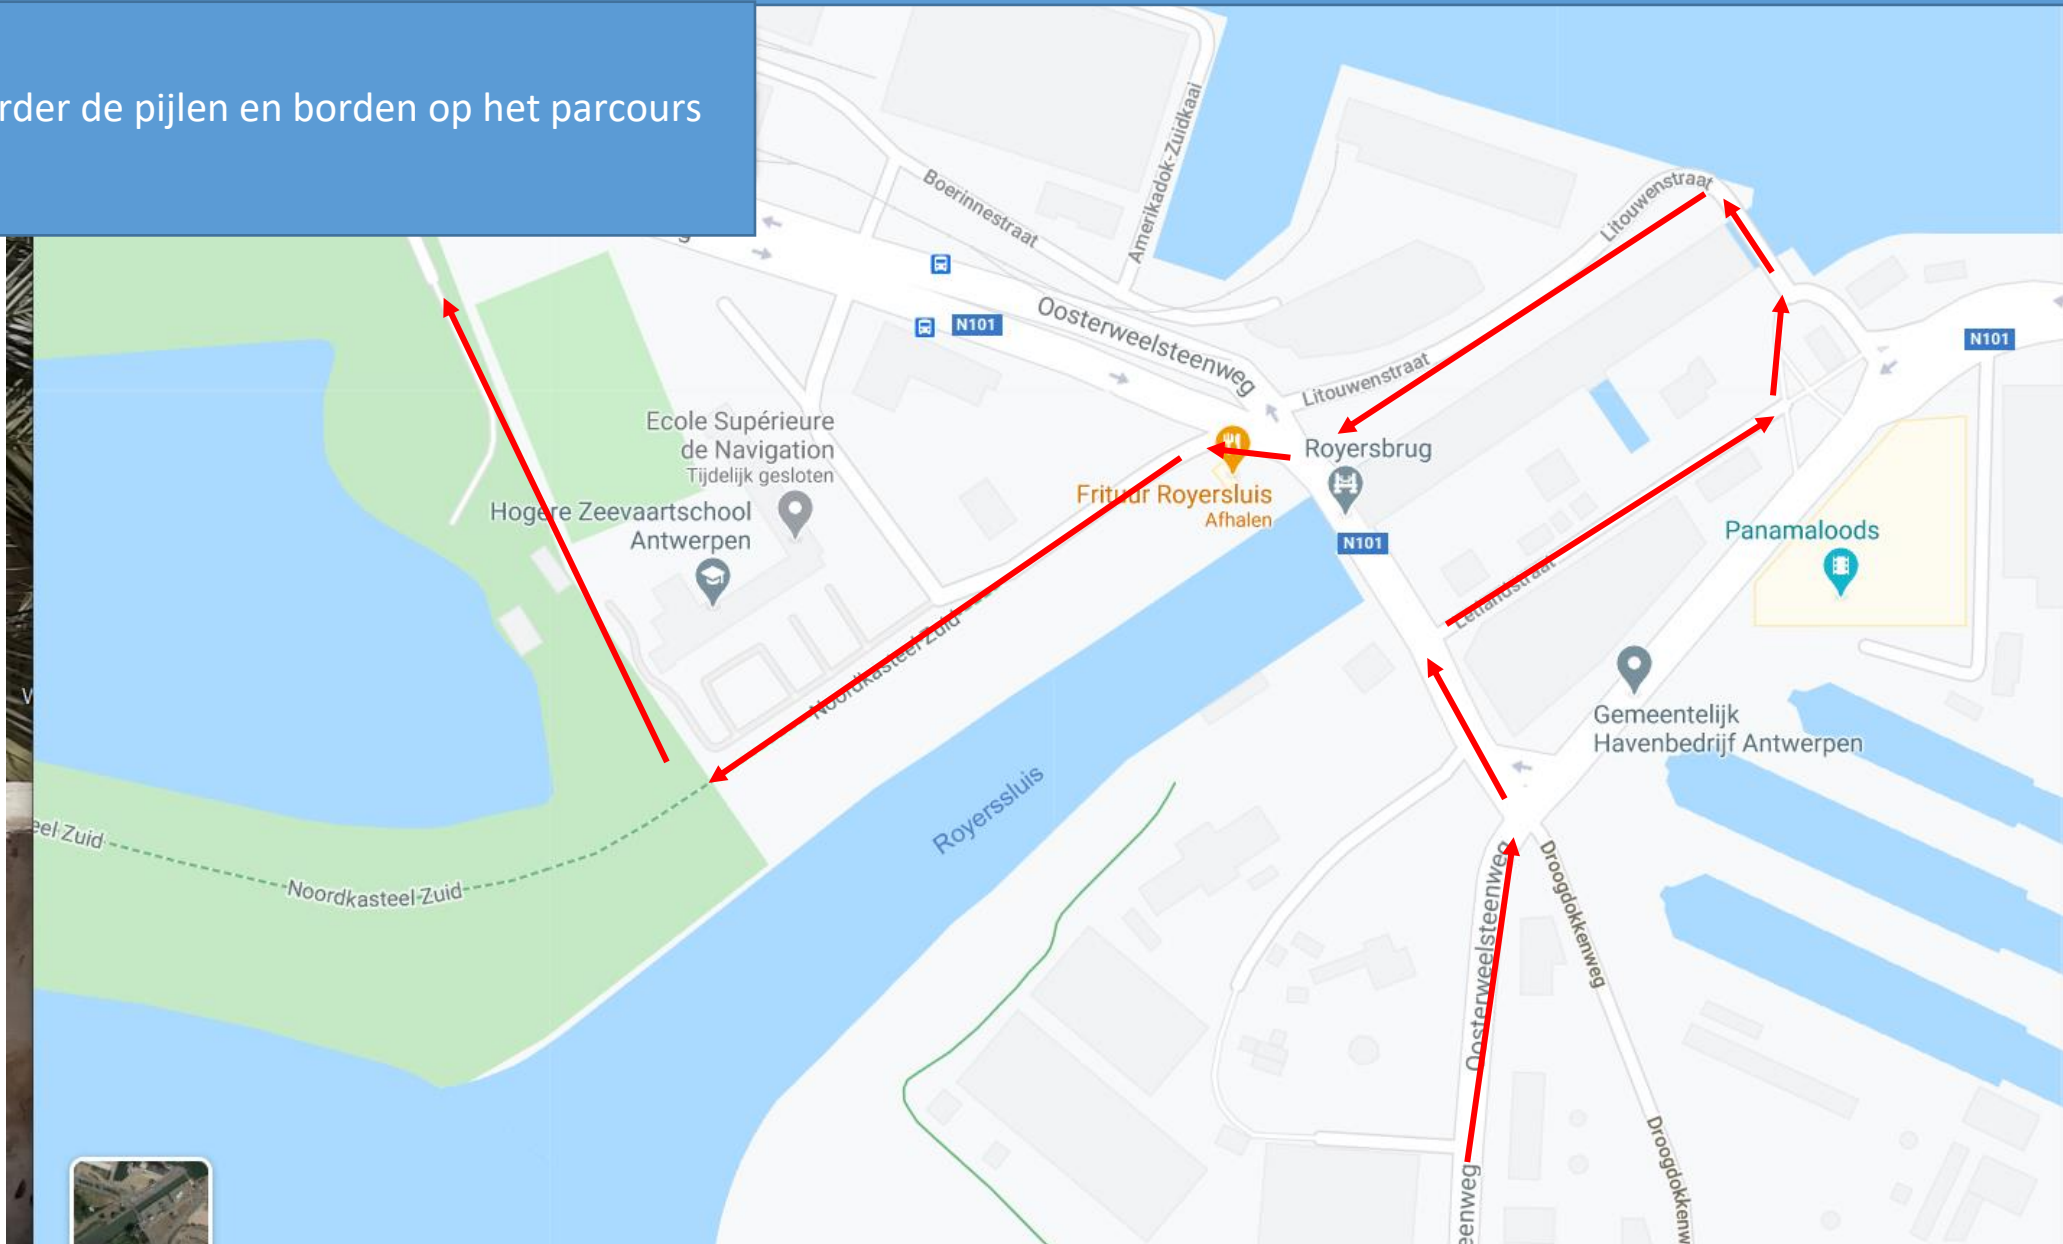 rder de pijlen en borden op het parcours
Amerikadok-Zuidkaai
Boerinnestraat
Litouwenstraat
N101
Oosterweelsteenweg
N101
Litouwenstraat
Ecole Supérieure
de Navigation
Tijdelijk gesloten
Royersbrug
Frituur Royersluis
Afhalen
Hogere Zeevaartschool
Antwerpen
N101
Panamaloods
Letlandstraat
Noordkasteel Zuid
Gemeentelijk
Havenbedrijf Antwerpen
Royerssluis
eel Zuid
Noordkasteel Zuid
Oosterweelsteenweg
Droogdokkenweg
eenweg
Droogdokkenw